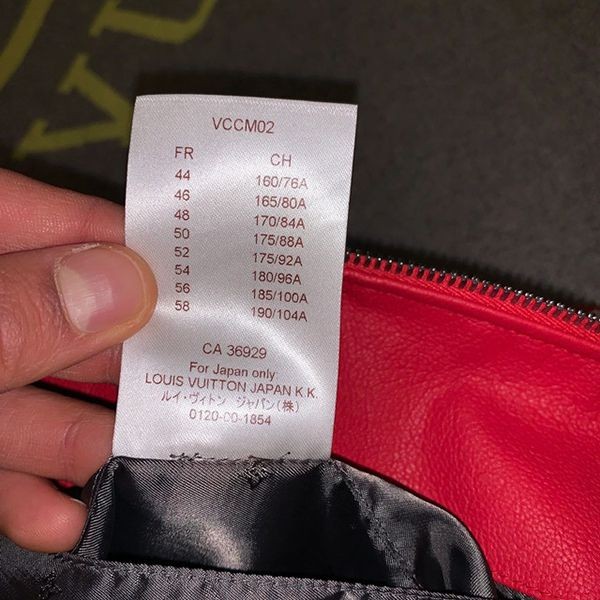 VU
VCCM02
FR CH
44 160/76A
46 165/80A
48 170/84A
50 175/88A
52 175/92A
54 180/96A
56 185/100A
58 190/104A
CA 36929
For Japan only
LOUIS VUITTON JAPAN K.K.
ルイ・ヴィトン ジャパン(株)
0120-00-1854